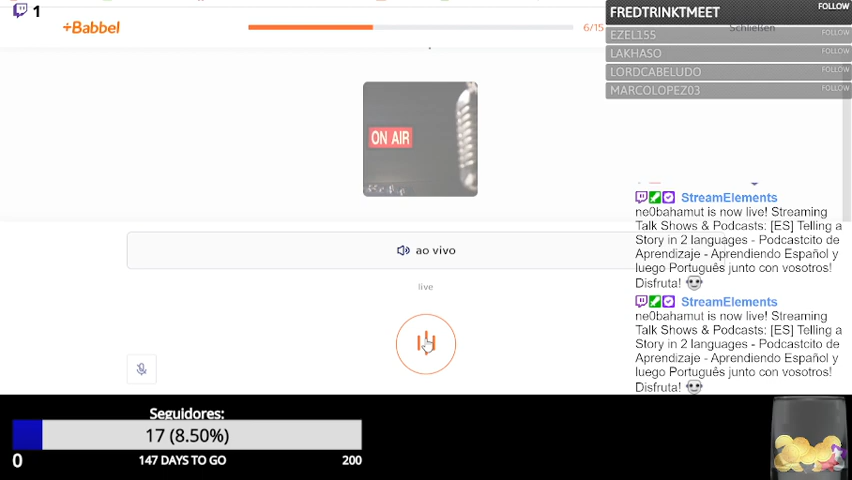 1
+Babbel
6/15
Schließen
FREDTRINKTMEET
FOLLOW
EZEL155
FOLLOW
LAKHASO
FOLLOW
LORDCABELUDO
FOLLOW
MARCOLOPEZ03
FOLLOW
ON AIR
ao vivo
live
StreamElements
ne0bahamut is now live! Streaming
Talk Shows & Podcasts: [ES] Telling a
Story in 2 languages - Podcastcito de
Aprendizaje - Aprendiendo Español y
luego Português junto con vosotros!
Disfruta!
StreamElements
ne0bahamut is now live! Streaming
Talk Shows & Podcasts: [ES] Telling a
Story in 2 languages - Podcastcito de
Aprendizaje - Aprendiendo Español y
luego Português junto con vosotros!
Disfruta!
Seguidores:
17 (8.50%)
0
147 DAYS TO GO
200